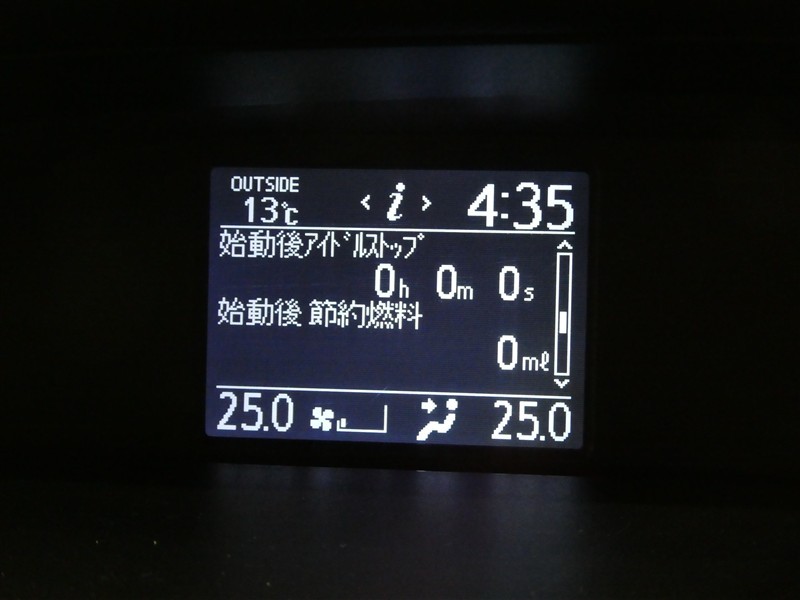 OUTSIDE
13℃ < i > 4:35
始動後ｱｲﾄﾞﾙｽﾄｯﾌﾟ
0h 0m 0s
始動後 節約燃料
0mℓ
25.0 25.0